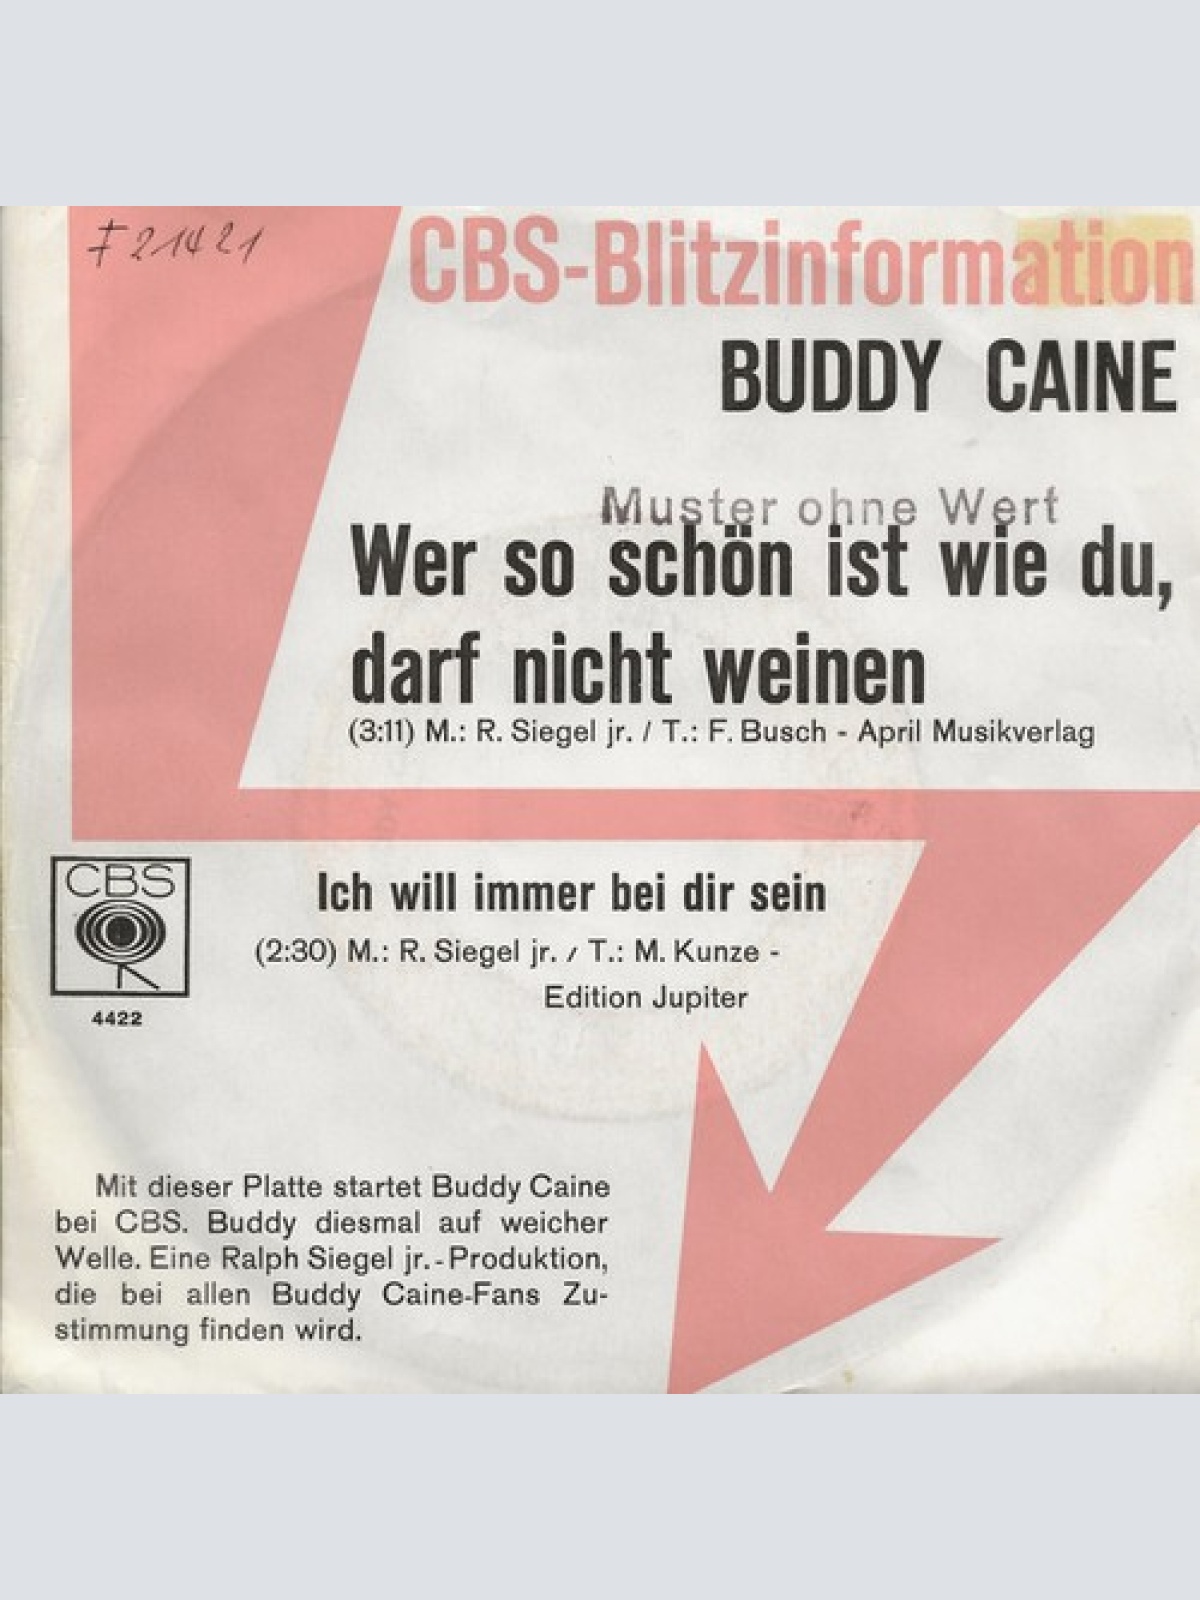 F 21421
CBS-Blitzinformation
BUDDY CAINE
Muster ohne Wert
Wer so schön ist wie du,
darf nicht weinen
(3:11) M.: R. Siegel jr. / T.: F. Busch - April Musikverlag
CBS
Ich will immer bei dir sein
(2:30) M.: R. Siegel jr. / T.: M. Kunze -
Edition Jupiter
4422
Mit dieser Platte startet Buddy Caine
bei CBS. Buddy diesmal auf weicher
Welle. Eine Ralph Siegel jr.-Produktion,
die bei allen Buddy Caine-Fans Zu-
stimmung finden wird.